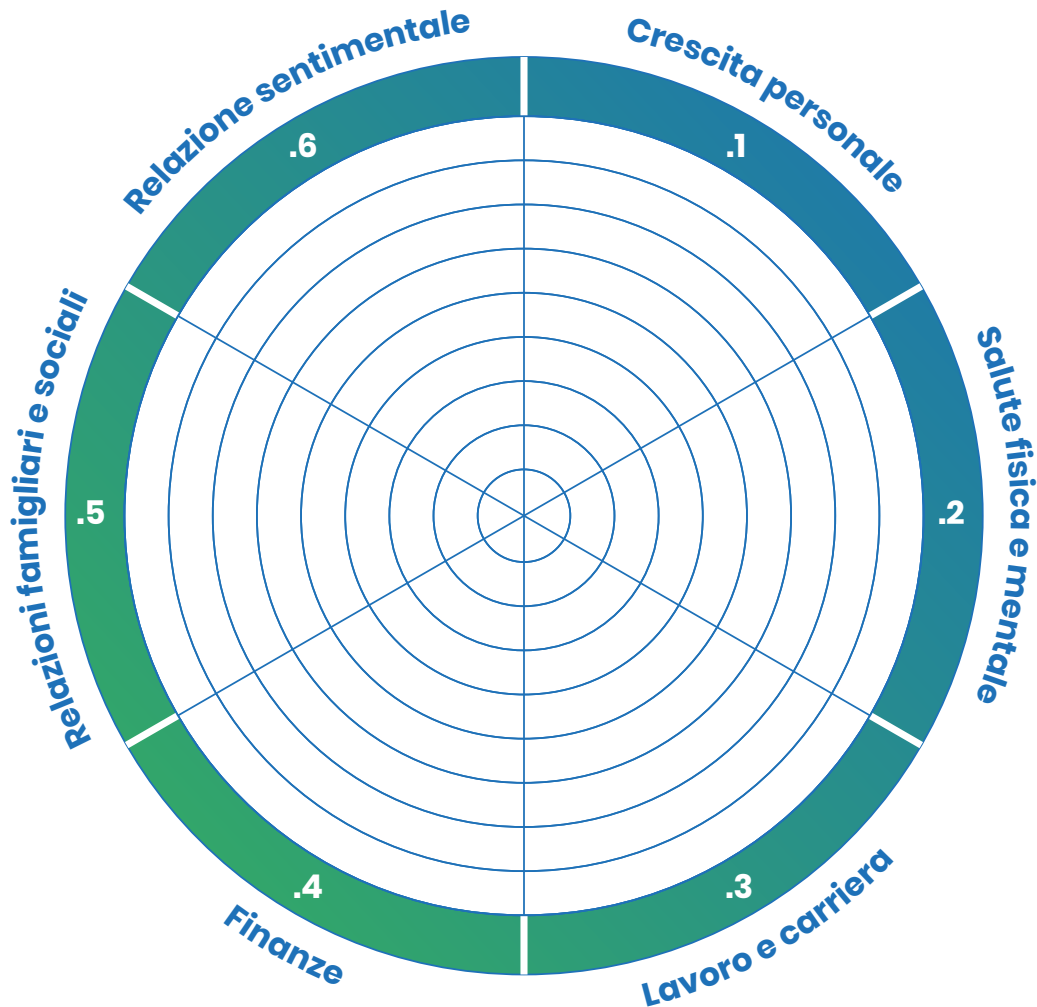 Crescita personale
.1
Salute fisica e mentale
.2
Lavoro e carriera
.3
Finanze
.4
Relazioni famigliari e sociali
.5
Relazione sentimentale
.6